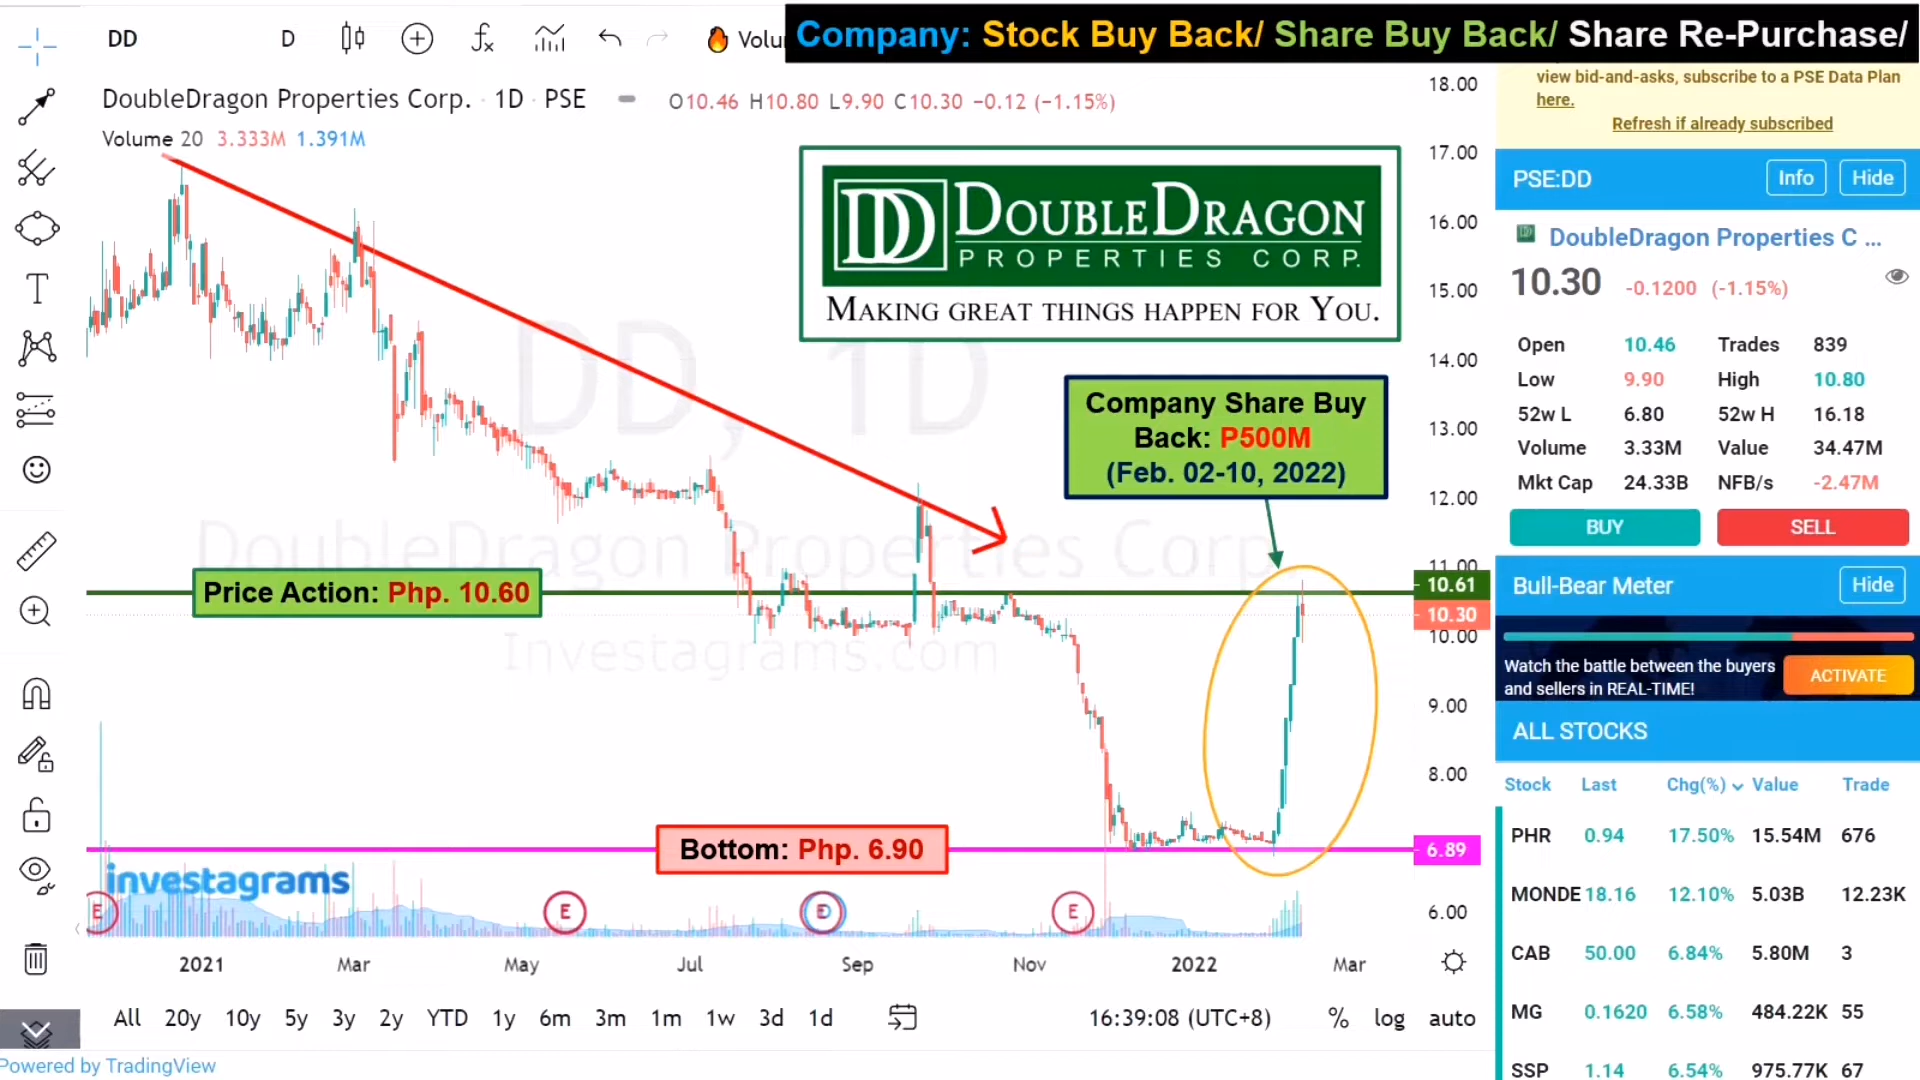 Company: Stock Buy Back/ Share Buy Back/ Share Re-Purchase/
DD D
DoubleDragon Properties Corp. · 1D · PSE O10.46 H10.80 L9.90 C10.30 −0.12 (−1.15%)
Volume 20 3.333M 1.391M
DD DOUBLEDRAGON
PROPERTIES CORP.
MAKING GREAT THINGS HAPPEN FOR YOU.
DD, 1D
DoubleDragon Properties Corp
Investagrams.com
Company Share Buy
Back: P500M
(Feb. 02-10, 2022)
Price Action: Php. 10.60
Bottom: Php. 6.90
investagrams
E E D E
18.00
17.00
16.00
15.00
14.00
13.00
12.00
11.00
10.61
10.30
10.00
9.00
8.00
6.89
6.00
2021 Mar May Jul Sep Nov 2022 Mar
All 20y 10y 5y 3y 2y YTD 1y 6m 3m 1m 1w 3d 1d 16:39:08 (UTC+8) % log auto
Powered by TradingView
view bid-and-asks, subscribe to a PSE Data Plan
here.
Refresh if already subscribed
PSE:DD Info Hide
DoubleDragon Properties C ...
10.30 -0.1200 (-1.15%)
Open 10.46 Trades 839
Low 9.90 High 10.80
52w L 6.80 52w H 16.18
Volume 3.33M Value 34.47M
Mkt Cap 24.33B NFB/s -2.47M
BUY SELL
Bull-Bear Meter Hide
Watch the battle between the buyers
and sellers in REAL-TIME!
ACTIVATE
ALL STOCKS
Stock Last Chg(%) Value Trade
PHR 0.94 17.50% 15.54M 676
MONDE 18.16 12.10% 5.03B 12.23K
CAB 50.00 6.84% 5.80M 3
MG 0.1620 6.58% 484.22K 55
SSP 1.14 6.54% 975.77K 67